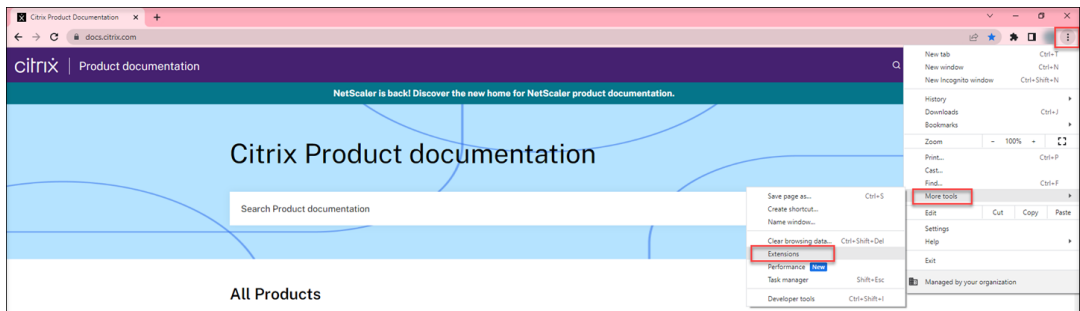 Citrix Product Documentation
docs.citrix.com
citrix | Product documentation
NetScaler is back! Discover the new home for NetScaler product documentation.
Citrix Product documentation
Search Product documentation
All Products
New tab Ctrl+T
New window Ctrl+N
New Incognito window Ctrl+Shift+N
History
Downloads Ctrl+J
Bookmarks
Zoom - 100% -
Print... Ctrl+P
Cast...
Find... Ctrl+F
More tools
Edit Cut Copy Paste
Settings
Help
Exit
Managed by your organization
Save page as... Ctrl+S
Create shortcut...
Name window...
Clear browsing data... Ctrl+Shift+Del
Extensions
Performance New
Task manager Shift+Esc
Developer tools Ctrl+Shift+I